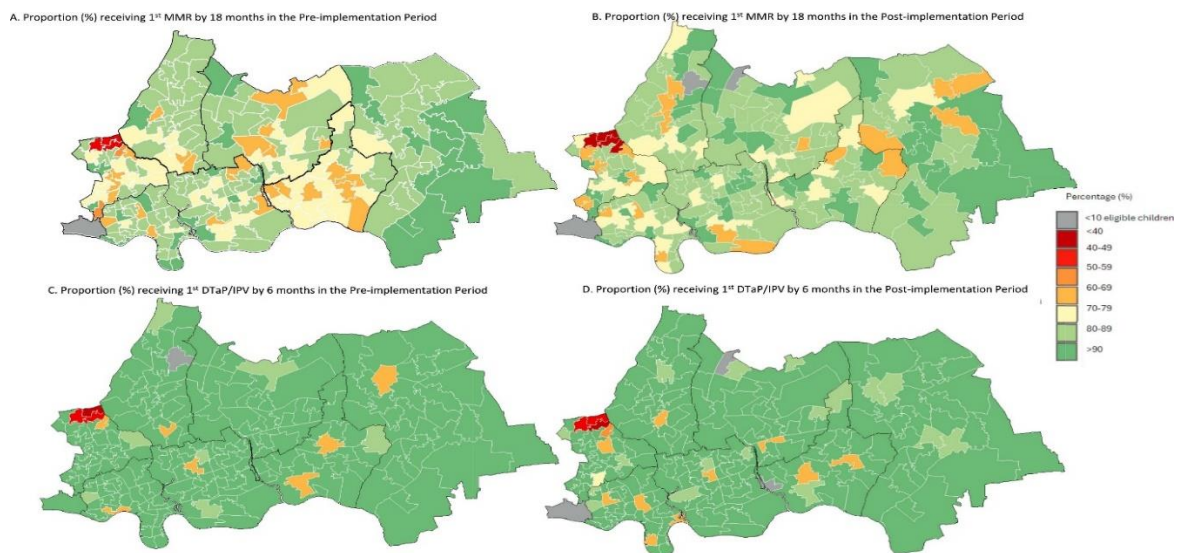 A. Proportion (%) receiving 1st MMR by 18 months in the Pre-implementation Period
B. Proportion (%) receiving 1st MMR by 18 months in the Post-implementation Period
Percentage (%)
<10 eligible children
<40
40-49
50-59
60-69
70-79
80-89
>90
C. Proportion (%) receiving 1st DTaP/IPV by 6 months in the Pre-implementation Period
D. Proportion (%) receiving 1st DTaP/IPV by 6 months in the Post-implementation Period